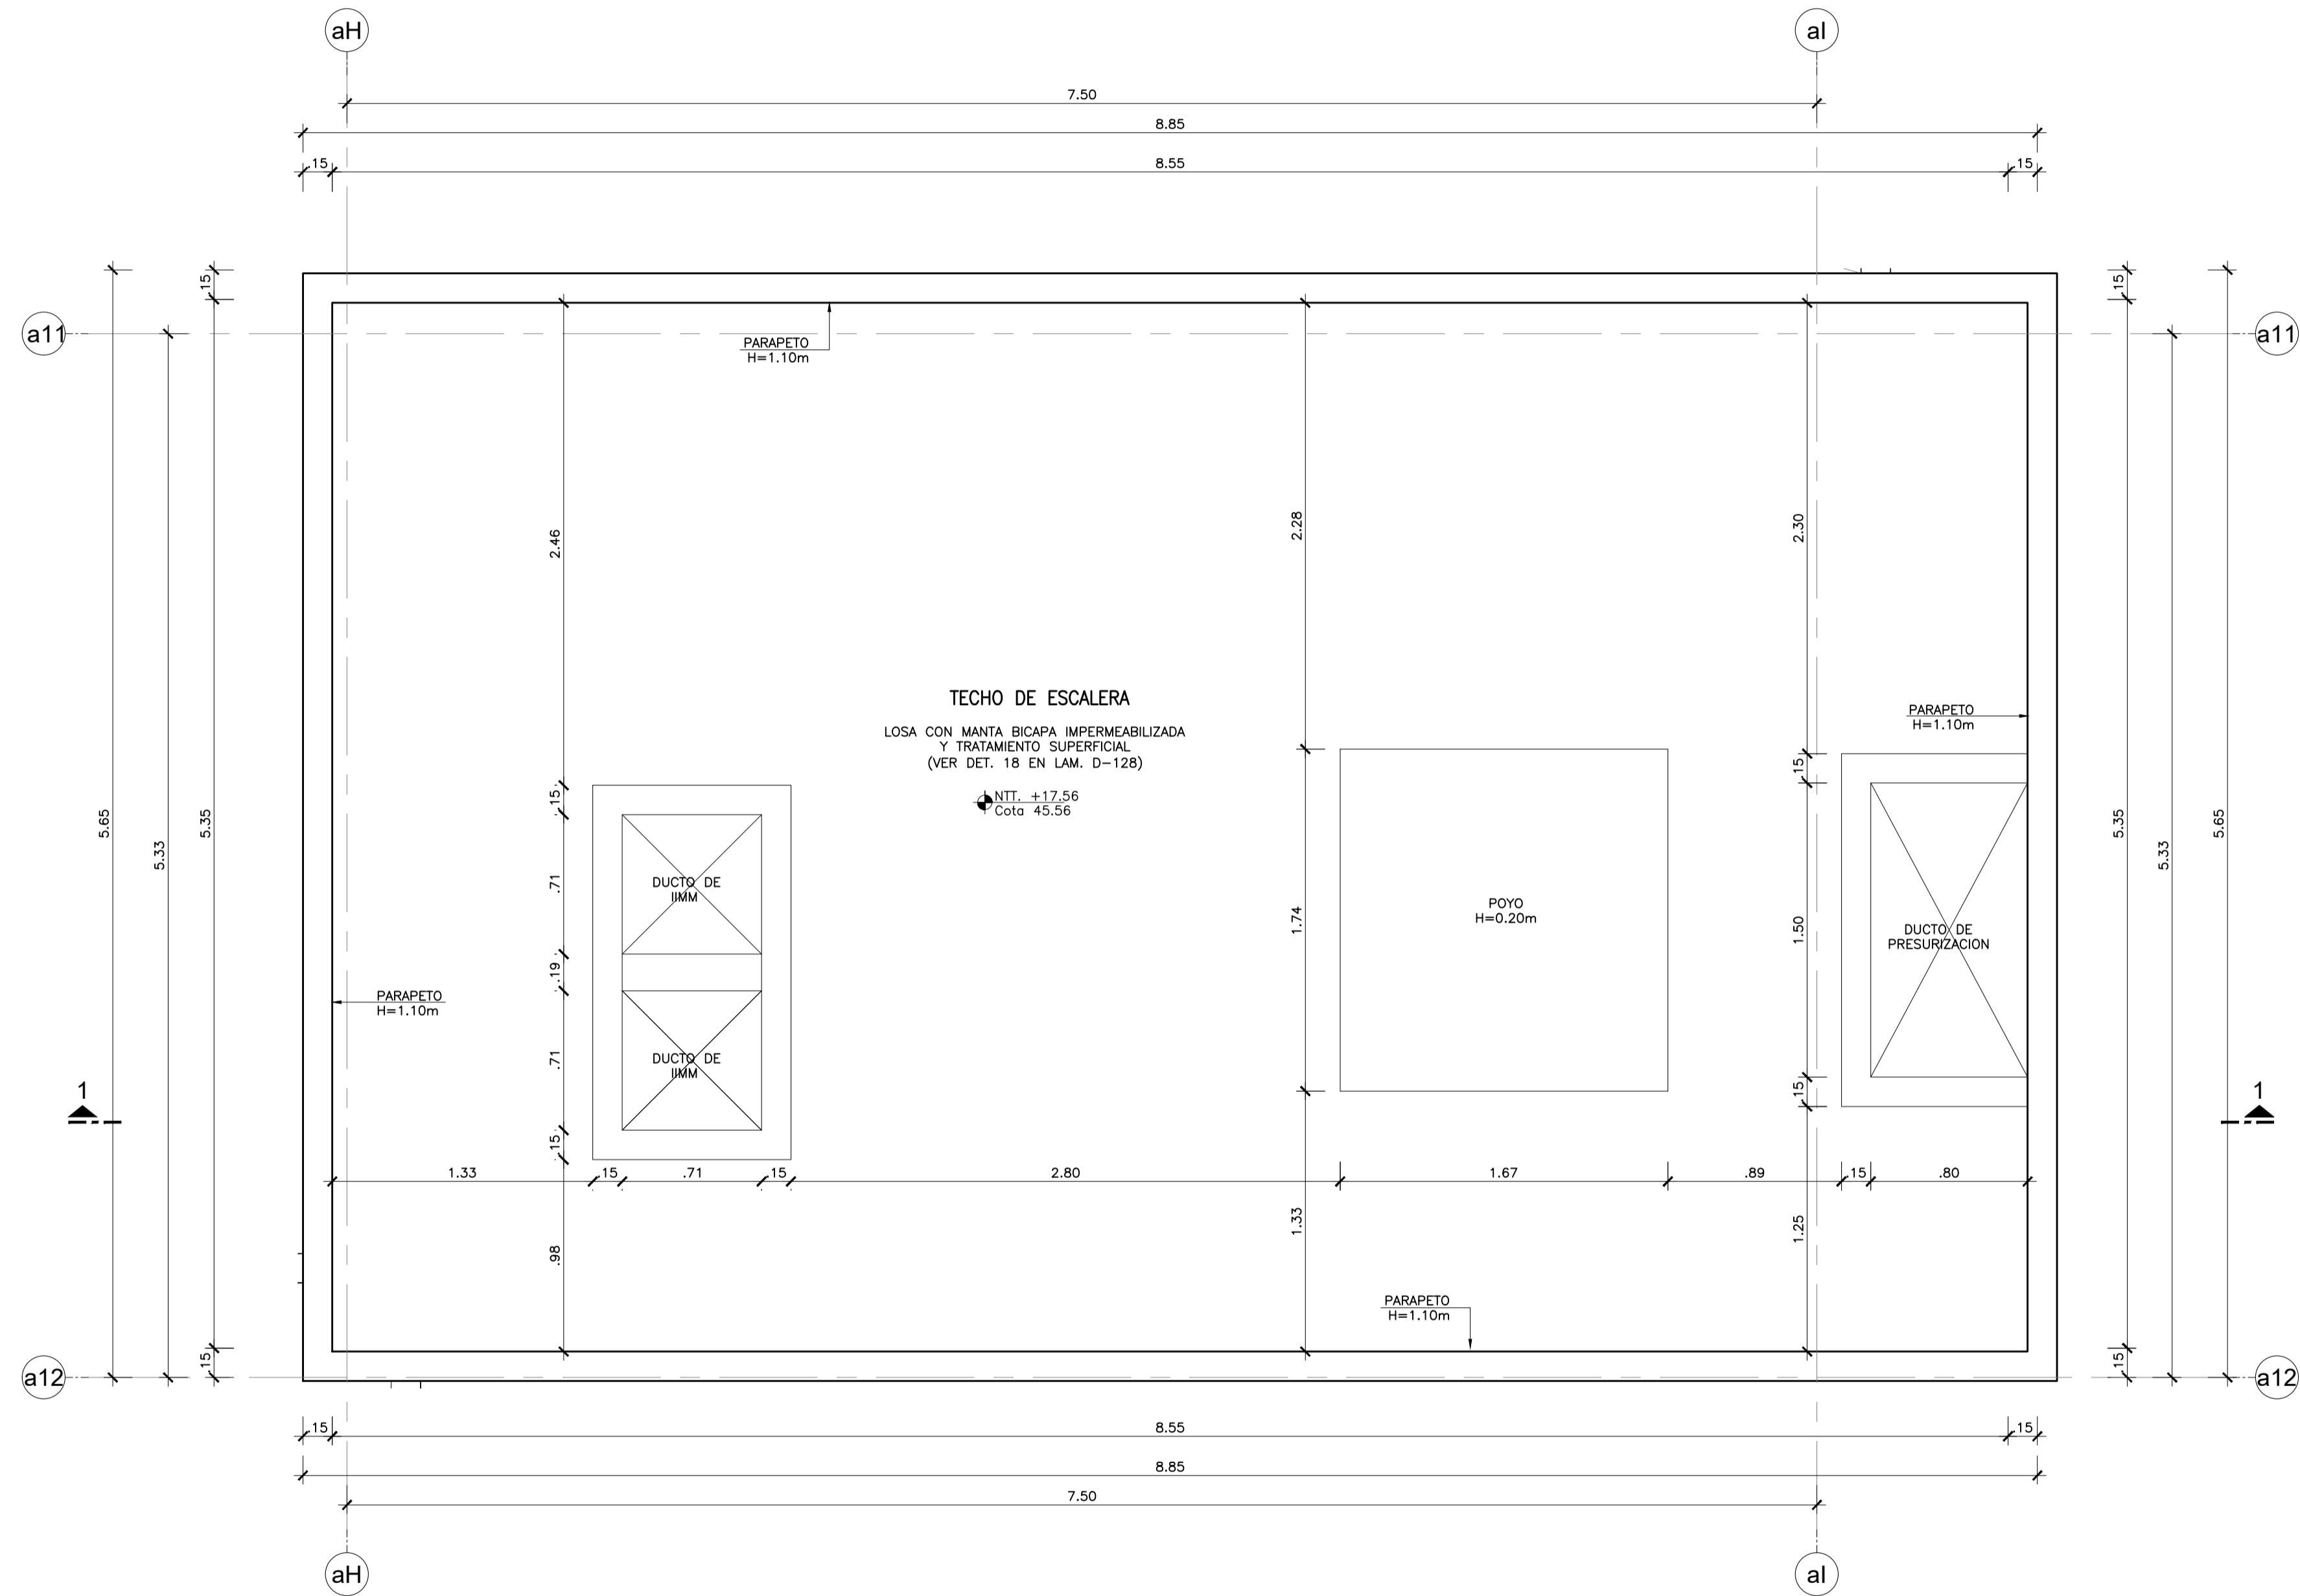 aH
aI
7.50
8.85
.15
8.55
.15
.15
.15
a11
a11
PARAPETO
H=1.10m
2.46
2.28
2.30
TECHO DE ESCALERA
LOSA CON MANTA BICAPA IMPERMEABILIZADA
Y TRATAMIENTO SUPERFICIAL
(VER DET. 18 EN LAM. D-128)
NTT. +17.56
Cota 45.56
PARAPETO
H=1.10m
5.65
5.33
5.35
.15
.71
.19
.71
.15
.98
DUCTO DE
IIMM
DUCTO DE
IIMM
1.74
1.33
POYO
H=0.20m
.15
1.50
.15
1.25
DUCTO DE
PRESURIZACION
5.35
5.33
5.65
PARAPETO
H=1.10m
1
1
1.33
.15
.71
.15
2.80
1.67
.89
.15
.80
PARAPETO
H=1.10m
.15
.15
a12
a12
.15
8.55
.15
8.85
7.50
aH
aI